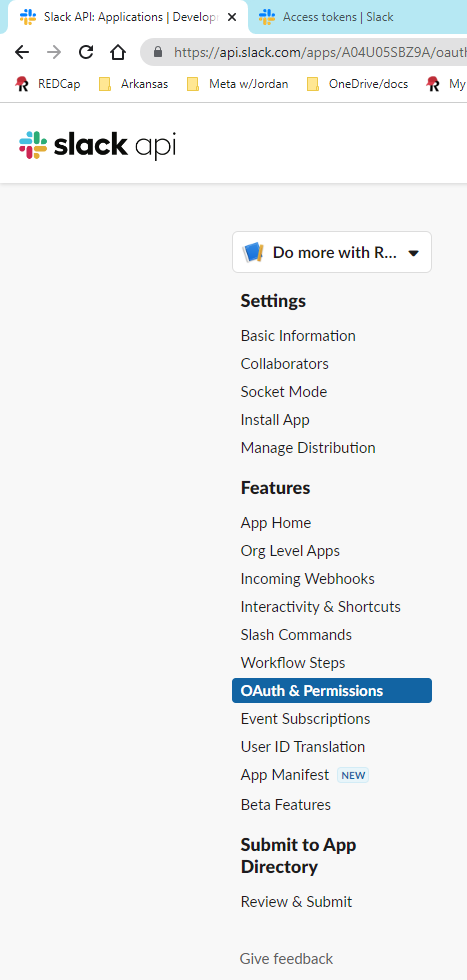 Slack API: Applications | Develop
Access tokens | Slack
https://api.slack.com/apps/A04U05SBZ9A/oaut
REDCap
Arkansas
Meta w/Jordan
OneDrive/docs
My
slack api
Do more with R...
Settings
Basic Information
Collaborators
Socket Mode
Install App
Manage Distribution
Features
App Home
Org Level Apps
Incoming Webhooks
Interactivity & Shortcuts
Slash Commands
Workflow Steps
OAuth & Permissions
Event Subscriptions
User ID Translation
App Manifest NEW
Beta Features
Submit to App
Directory
Review & Submit
Give feedback